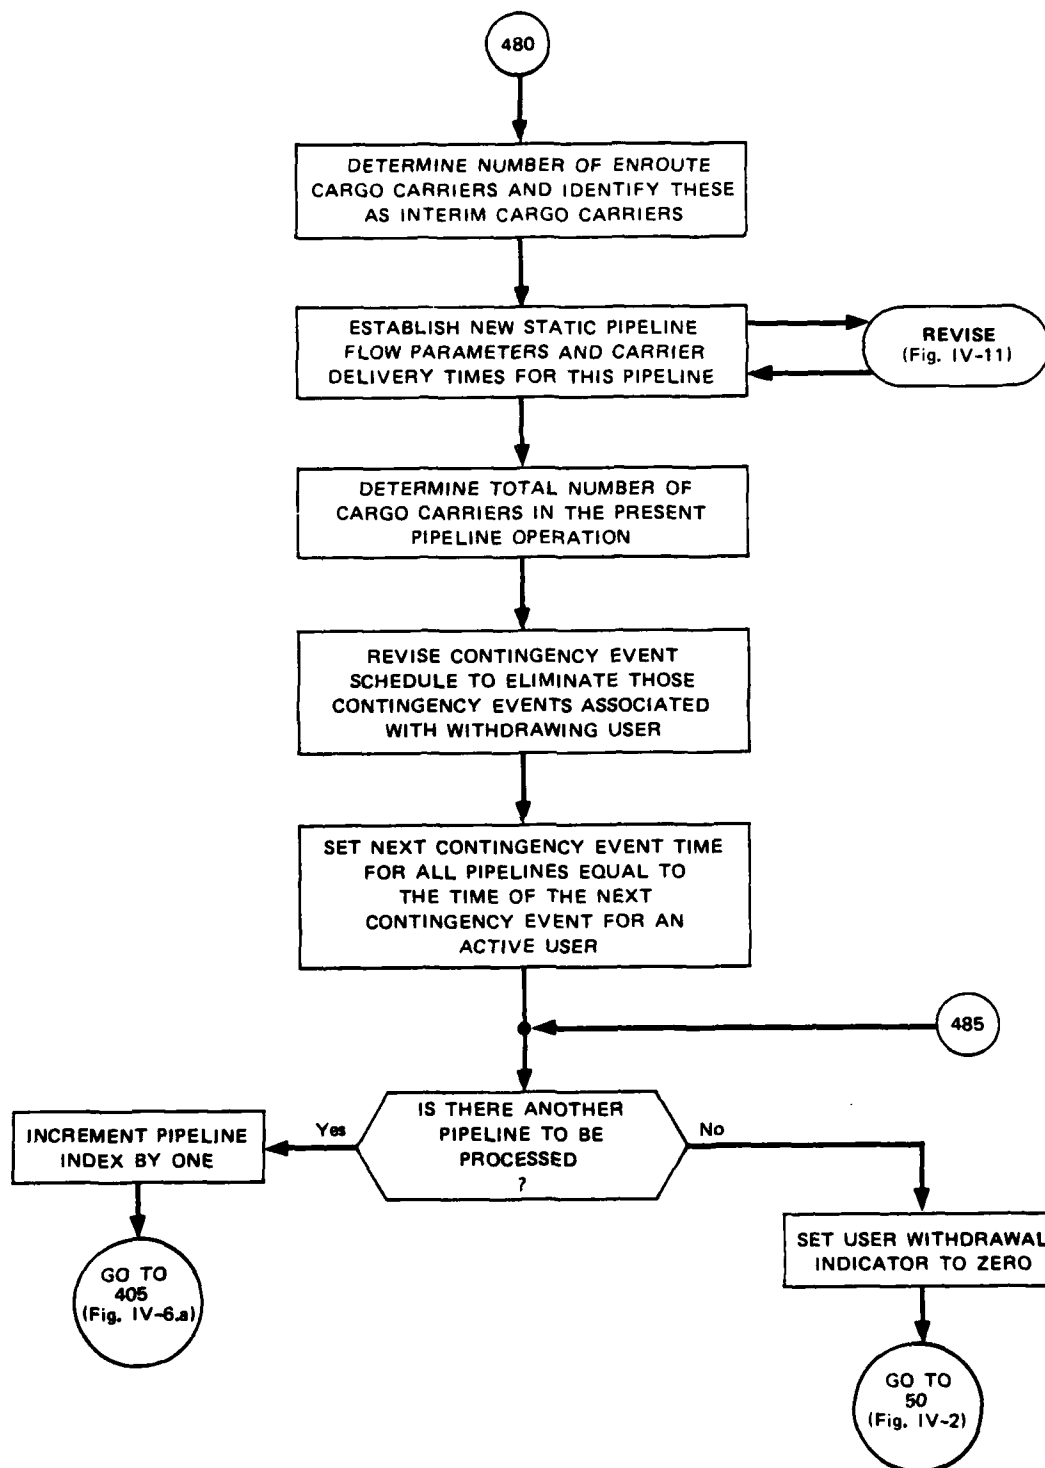 480
DETERMINE NUMBER OF ENROUTE
CARGO CARRIERS AND IDENTIFY THESE
AS INTERIM CARGO CARRIERS
ESTABLISH NEW STATIC PIPELINE
FLOW PARAMETERS AND CARRIER
DELIVERY TIMES FOR THIS PIPELINE
REVISE
(Fig. IV-11)
DETERMINE TOTAL NUMBER OF
CARGO CARRIERS IN THE PRESENT
PIPELINE OPERATION
REVISE CONTINGENCY EVENT
SCHEDULE TO ELIMINATE THOSE
CONTINGENCY EVENTS ASSOCIATED
WITH WITHDRAWING USER
SET NEXT CONTINGENCY EVENT TIME
FOR ALL PIPELINES EQUAL TO
THE TIME OF THE NEXT
CONTINGENCY EVENT FOR AN
ACTIVE USER
485
IS THERE ANOTHER
PIPELINE TO BE
PROCESSED
?
Yes
No
INCREMENT PIPELINE
INDEX BY ONE
GO TO
405
(Fig. IV-6.a)
SET USER WITHDRAWAL
INDICATOR TO ZERO
GO TO
50
(Fig. IV-2)